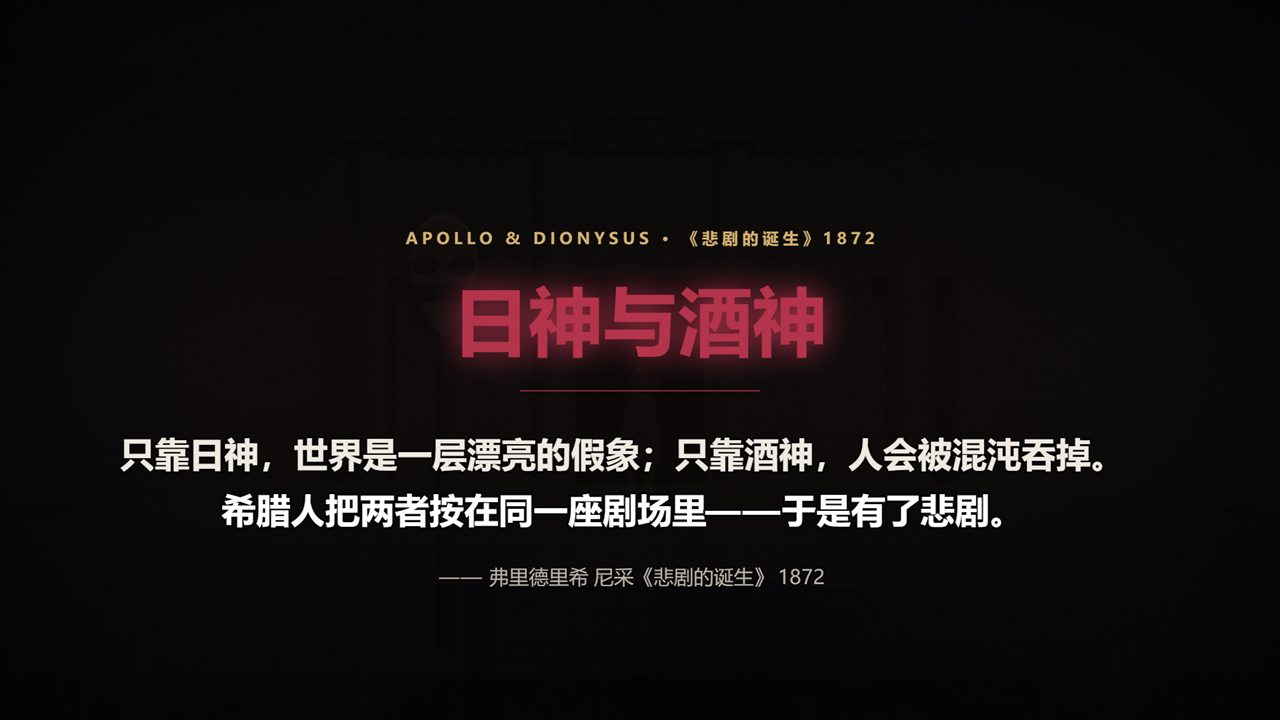 APOLLO & DIONYSUS • 《悲剧的诞生》1872
日神与酒神
只靠日神，世界是一层漂亮的假象；只靠酒神，人会被混沌吞掉。
希腊人把两者按在同一座剧场里——于是有了悲剧。
—— 弗里德里希 尼采《悲剧的诞生》 1872